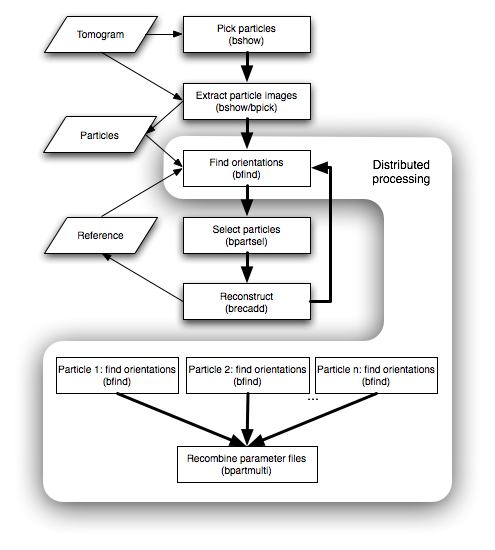 Tomogram
Pick particles
(bshow)
Extract particle images
(bshow/bpick)
Particles
Find orientations
(bfind)
Distributed
processing
Select particles
(bpartsel)
Reference
Reconstruct
(brecadd)
Particle 1: find orientations
(bfind)
Particle 2: find orientations
(bfind)
...
Particle n: find orientations
(bfind)
Recombine parameter files
(bpartmulti)